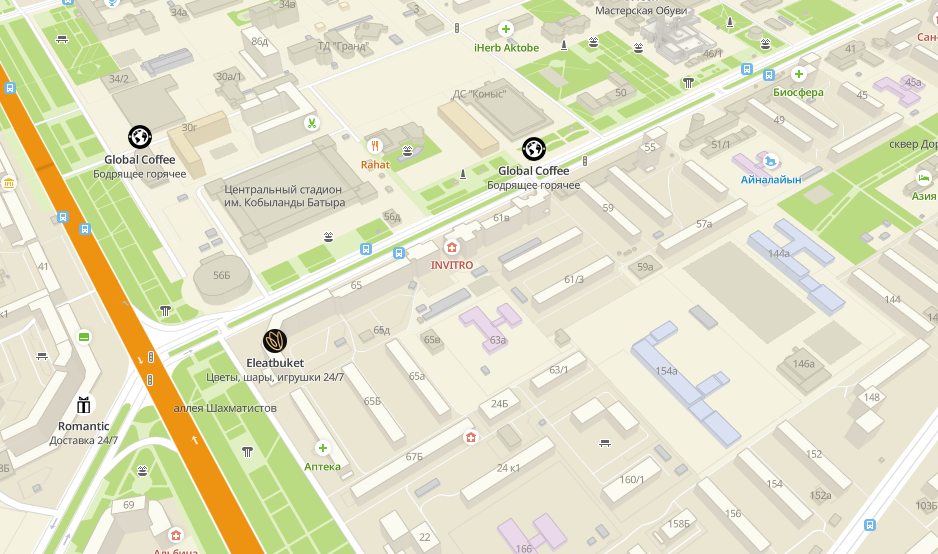 34а
34в
3
Мастерская Обуви
86д
ТД "Гранд"
iHerb Aktobe
46/1
41
34/2
30а/1
ДС "Коныс"
50
Биосфера
45
45а
49
30г
Global Coffee
Бодрящее горячее
Rahat
Global Coffee
Бодрящее горячее
55
51/1
сквер Дор
Айналайын
Азия
Центральный стадион
им. Кобыланды Батыра
56д
61в
59
57а
41
56Б
INVITRO
65
61/3
59а
144а
144
к1
65д
65в
63а
Eleatbuket
Цветы, шары, игрушки 24/7
65а
63/1
154а
146а
148
аллея Шахматистов
65Б
24Б
Romantic
Доставка 24/7
Аптека
67Б
24 к1
160/1
152
154
152а
156
103Б
69
Альбина
22
166
158Б